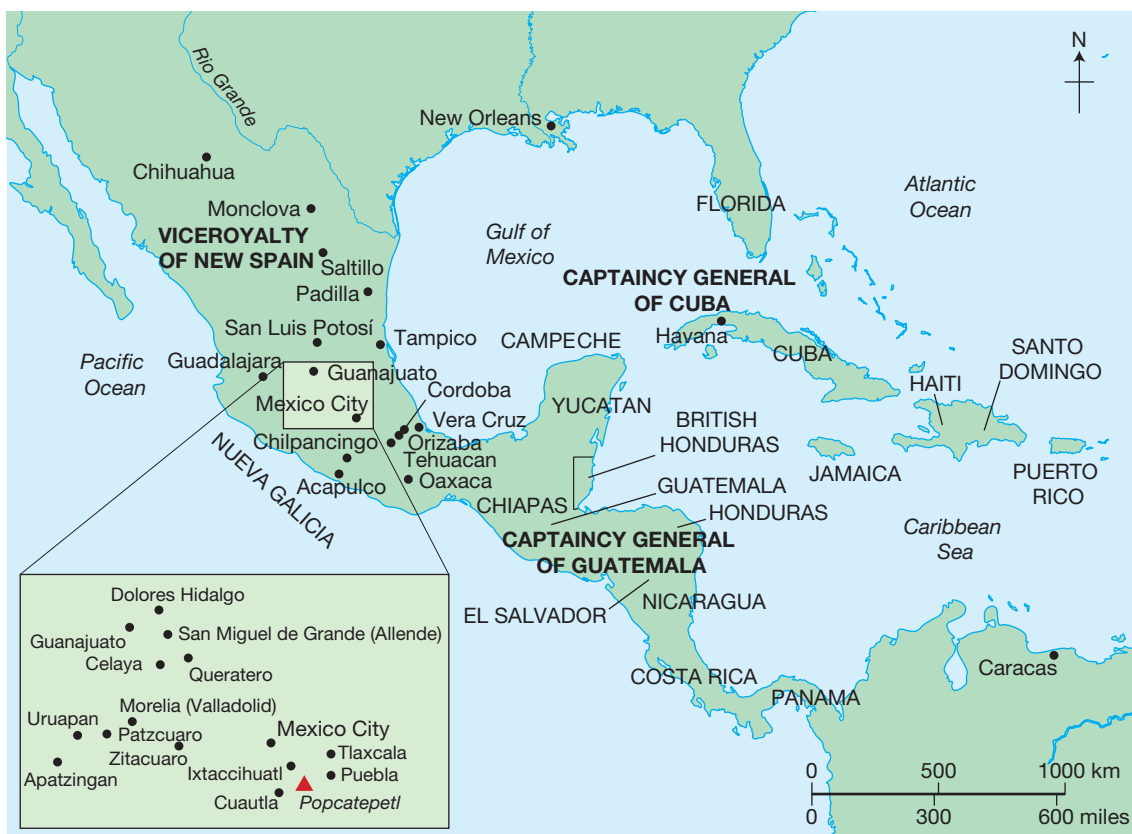 N
Rio Grande
New Orleans
Chihuahua
Atlantic
Ocean
FLORIDA
Monclova
Gulf of
Mexico
VICEROYALTY
OF NEW SPAIN
Saltillo
Padilla
CAPTAINCY GENERAL
OF CUBA
San Luis Potosí
Tampico
Havana
CAMPECHE
CUBA
Pacific
Ocean
Guadalajara
Guanajuato
SANTO
DOMINGO
HAITI
Cordoba
Mexico City
Vera Cruz
YUCATAN
BRITISH
HONDURAS
Chilpancingo
Orizaba
Tehuacan
JAMAICA
PUERTO
RICO
Acapulco
Oaxaca
NUEVA GALICIA
CHIAPAS
GUATEMALA
HONDURAS
Caribbean
Sea
CAPTAINCY GENERAL
OF GUATEMALA
EL SALVADOR
NICARAGUA
COSTA RICA
PANAMA
Caracas
Dolores Hidalgo
Guanajuato
San Miguel de Grande (Allende)
Celaya
Queratero
Morelia (Valladolid)
Uruapan
Patzcuaro
Mexico City
Zitacuaro
Tlaxcala
Apatzingan
Ixtaccihuatl
Puebla
Cuautla
Popcatepetl
0 500 1000 km
0 300 600 miles